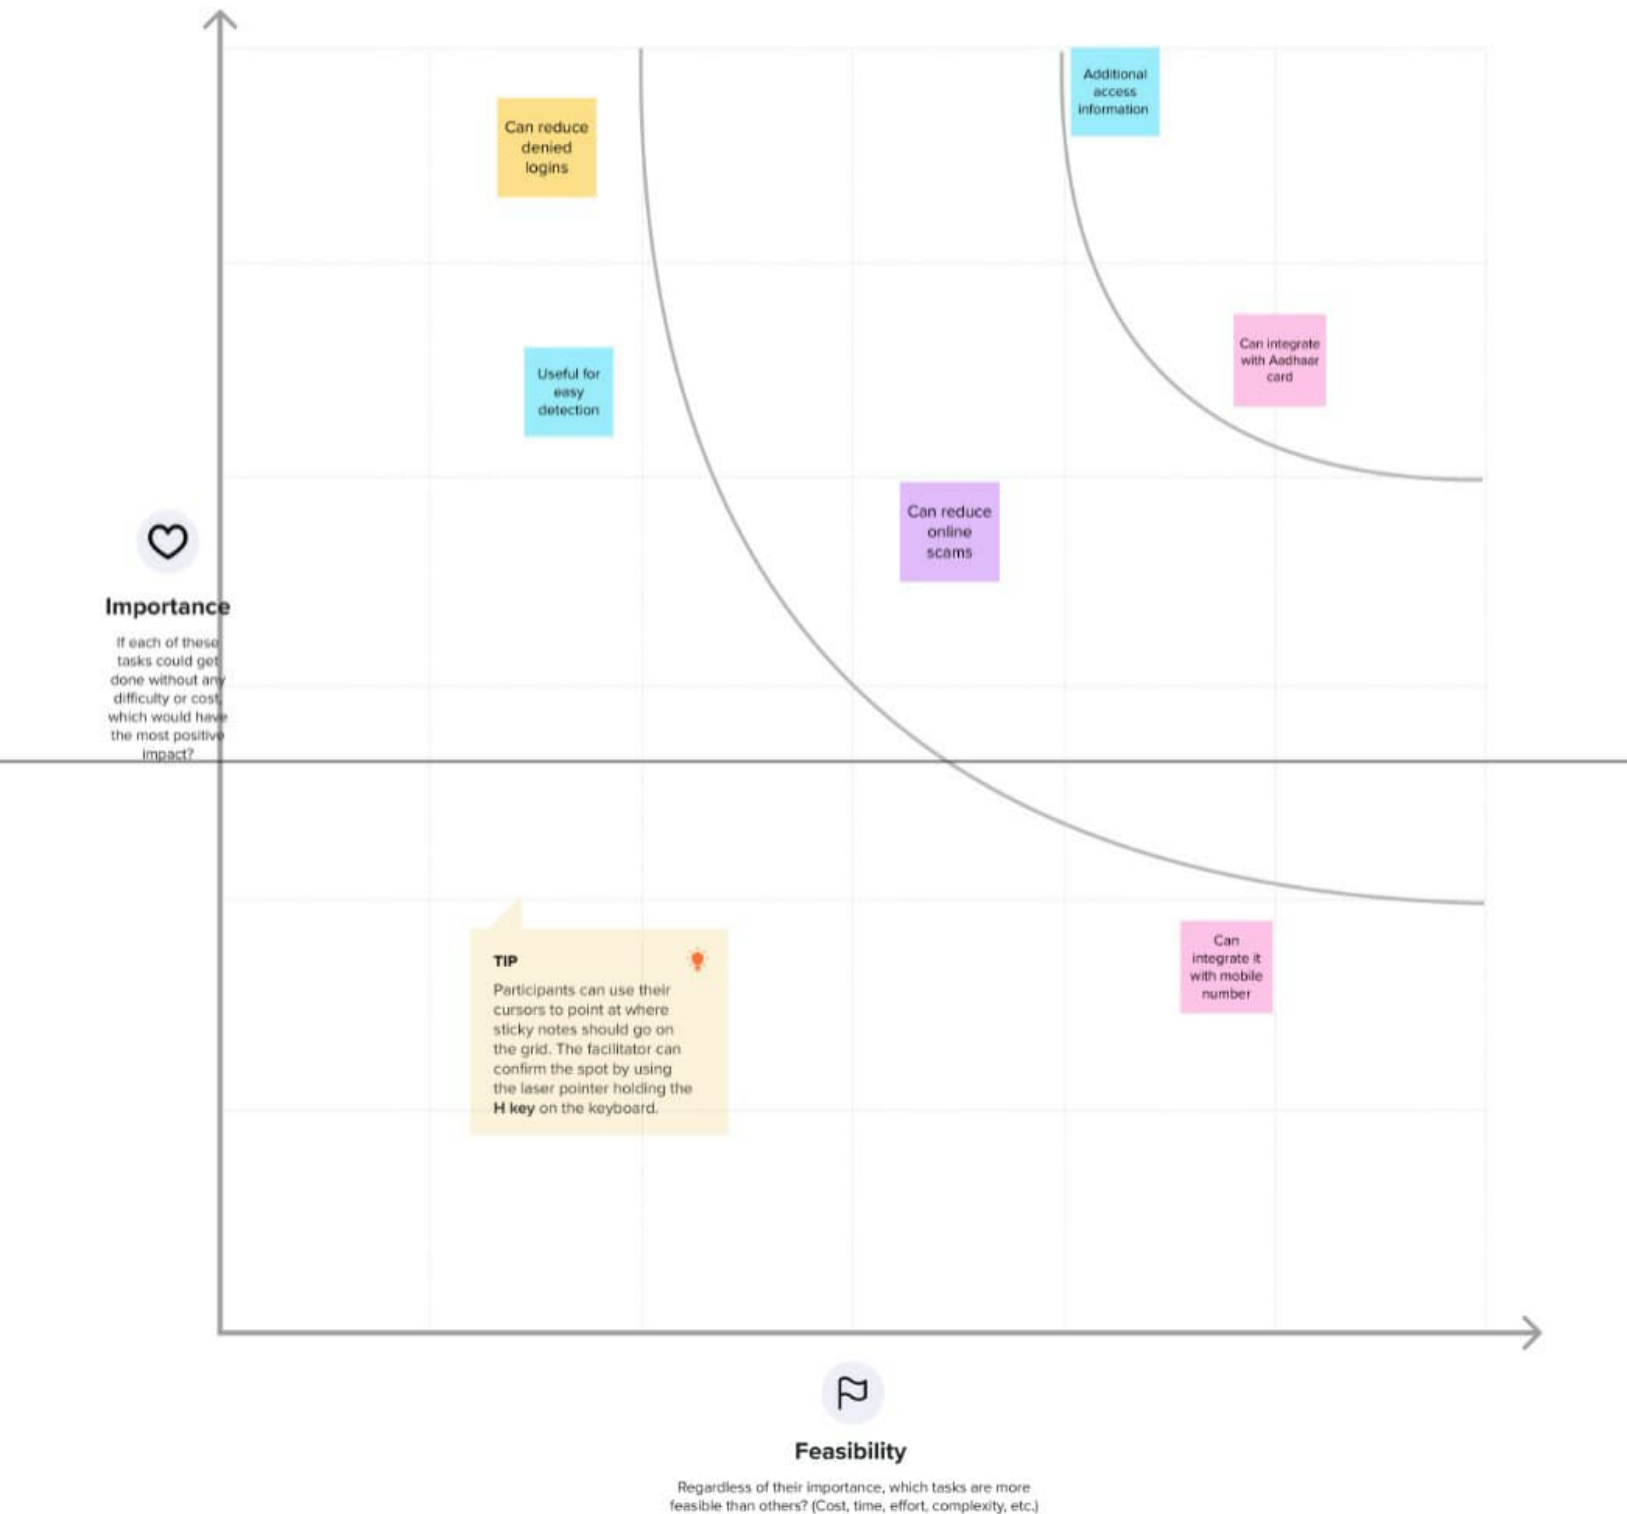 Additional
access
information
Can reduce
denied
logins
Can integrate
with Aadhaar
card
Useful for
easy
detection
Can reduce
online
scams
Importance
If each of these
tasks could get
done without any
difficulty or cost,
which would have
the most positive
impact?
Can
integrate it
with mobile
number
TIP
Participants can use their
cursors to point at where
sticky notes should go on
the grid. The facilitator can
confirm the spot by using
the laser pointer holding the
H key on the keyboard.
Feasibility
Regardless of their importance, which tasks are more
feasible than others? (Cost, time, effort, complexity, etc.)